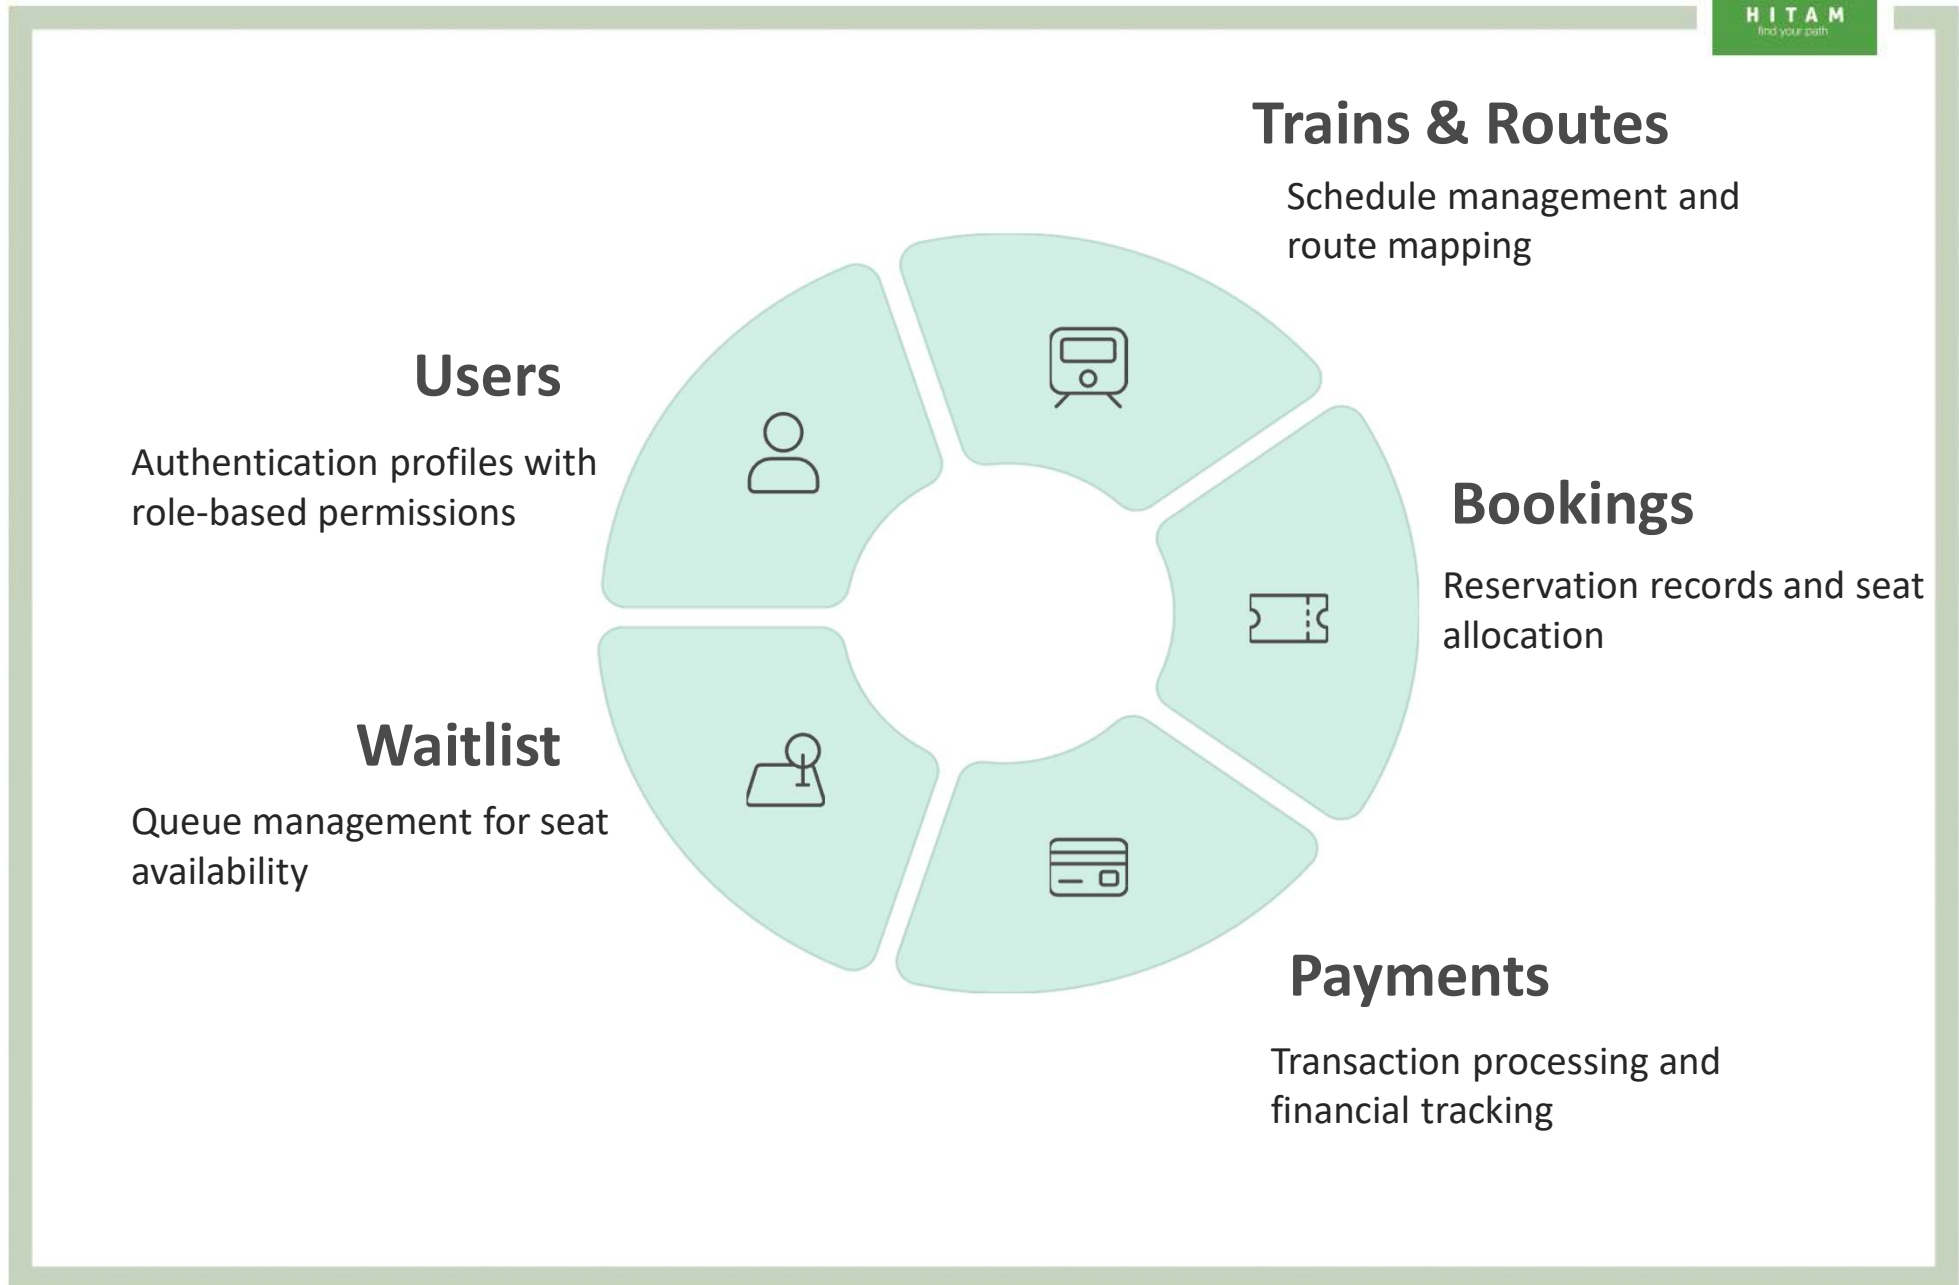 HITAM
find your path
Trains & Routes
Schedule management and
route mapping
Users
Authentication profiles with
role-based permissions
Bookings
Reservation records and seat
allocation
Waitlist
Queue management for seat
availability
Payments
Transaction processing and
financial tracking